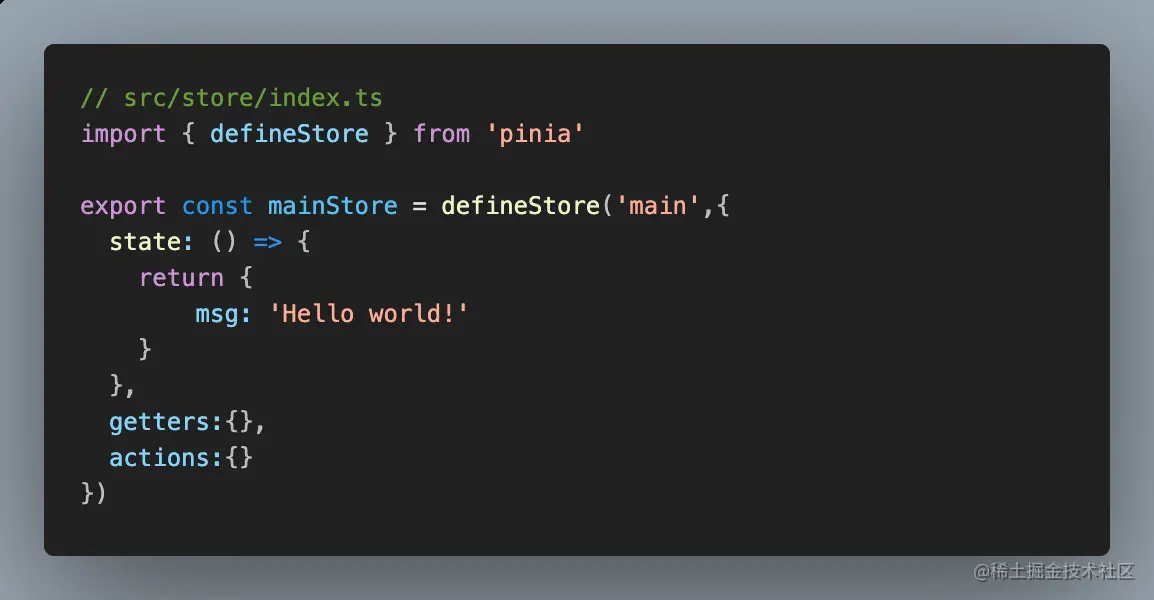 // src/store/index.ts
import { defineStore } from 'pinia'
export const mainStore = defineStore('main',{
  state: () => {
    return {
        msg: 'Hello world!'
    }
  },
  getters:{},
  actions:{}
})
@稀土掘金技术社区